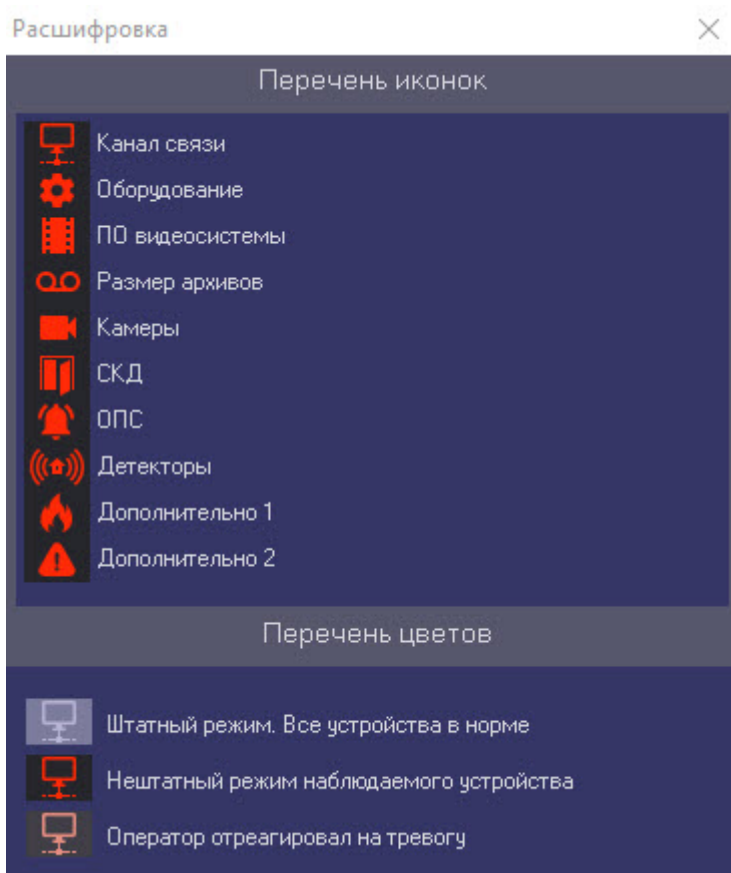 Расшифровка
Перечень иконок
Канал связи
Оборудование
ПО видеосистемы
Размер архивов
Камеры
СКД
ОПС
Детекторы
Дополнительно 1
Дополнительно 2
Перечень цветов
Штатный режим. Все устройства в норме
Нештатный режим наблюдаемого устройства
Оператор отреагировал на тревогу